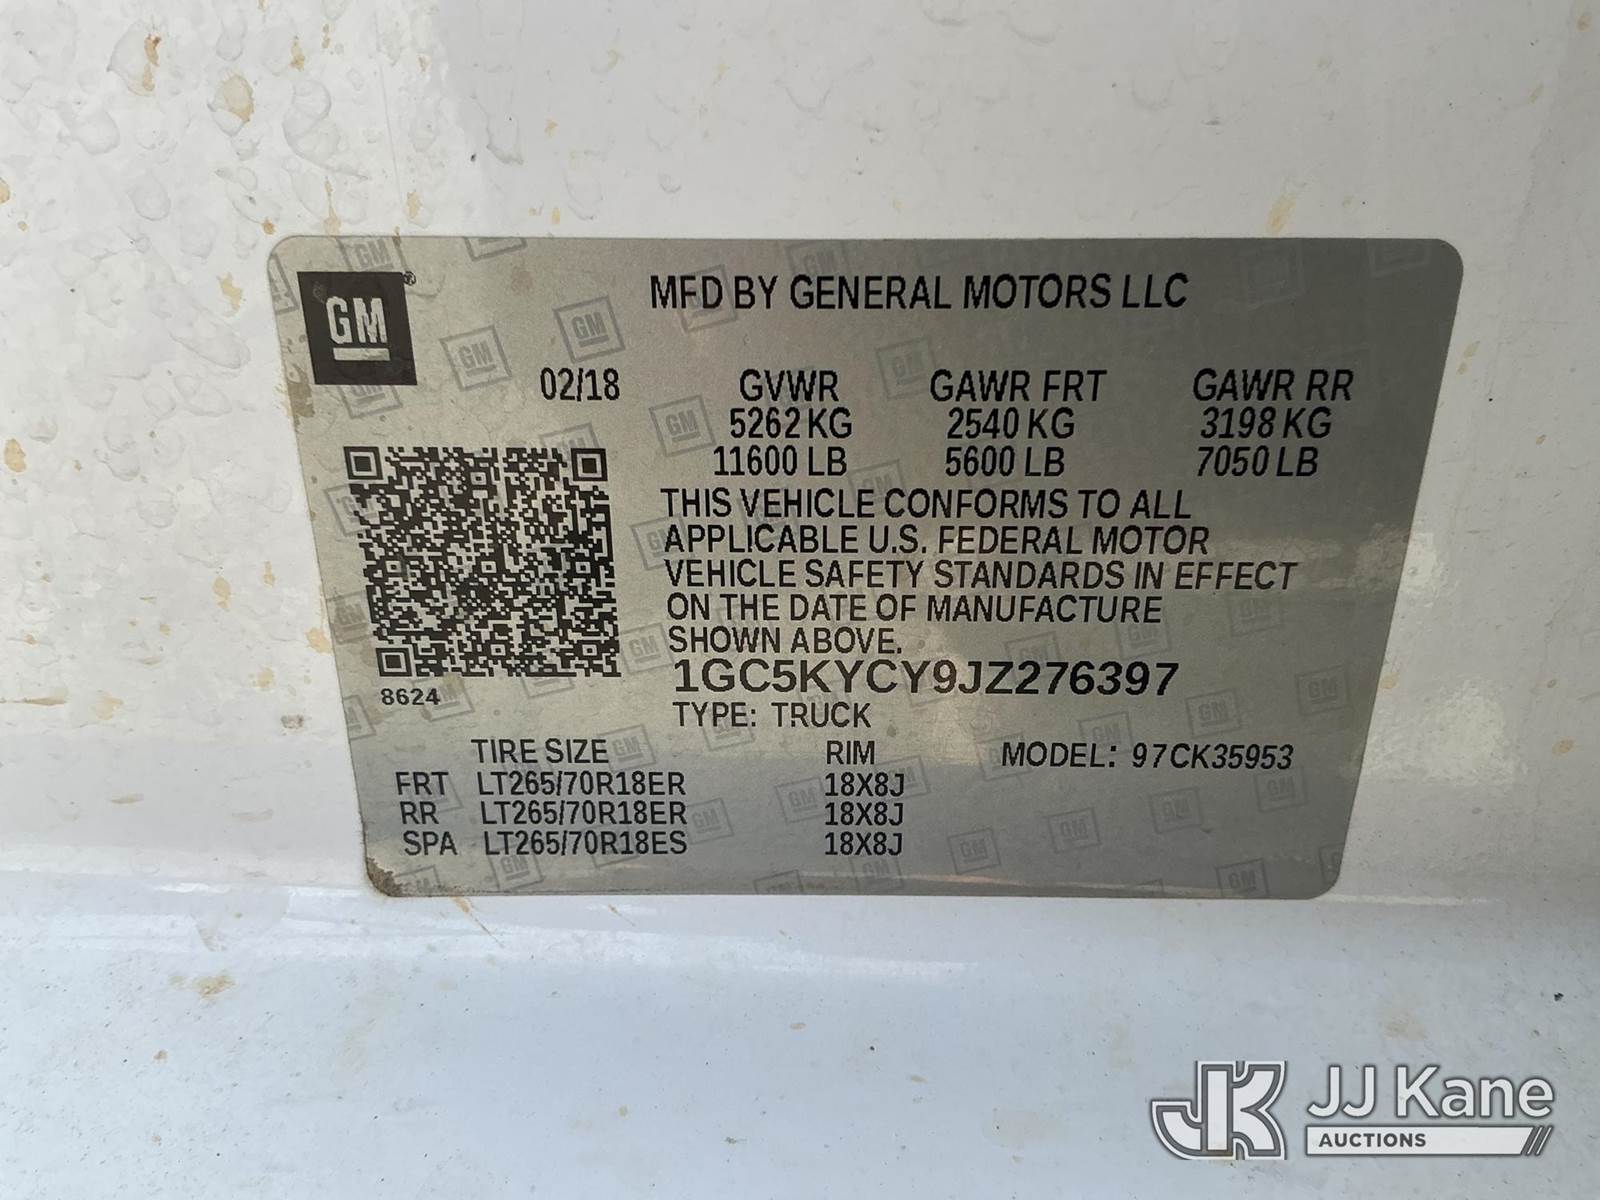 GM
MFD BY GENERAL MOTORS LLC
02/18 GVWR GAWR FRT GAWR RR
5262 KG 2540 KG 3198 KG
11600 LB 5600 LB 7050 LB
THIS VEHICLE CONFORMS TO ALL
APPLICABLE U.S. FEDERAL MOTOR
VEHICLE SAFETY STANDARDS IN EFFECT
ON THE DATE OF MANUFACTURE
SHOWN ABOVE.
1GC5KYCY9JZ276397
8624
TYPE: TRUCK
TIRE SIZE RIM MODEL: 97CK35953
FRT LT265/70R18ER 18X8J
RR LT265/70R18ER 18X8J
SPA LT265/70R18ES 18X8J
JK JJ Kane
AUCTIONS